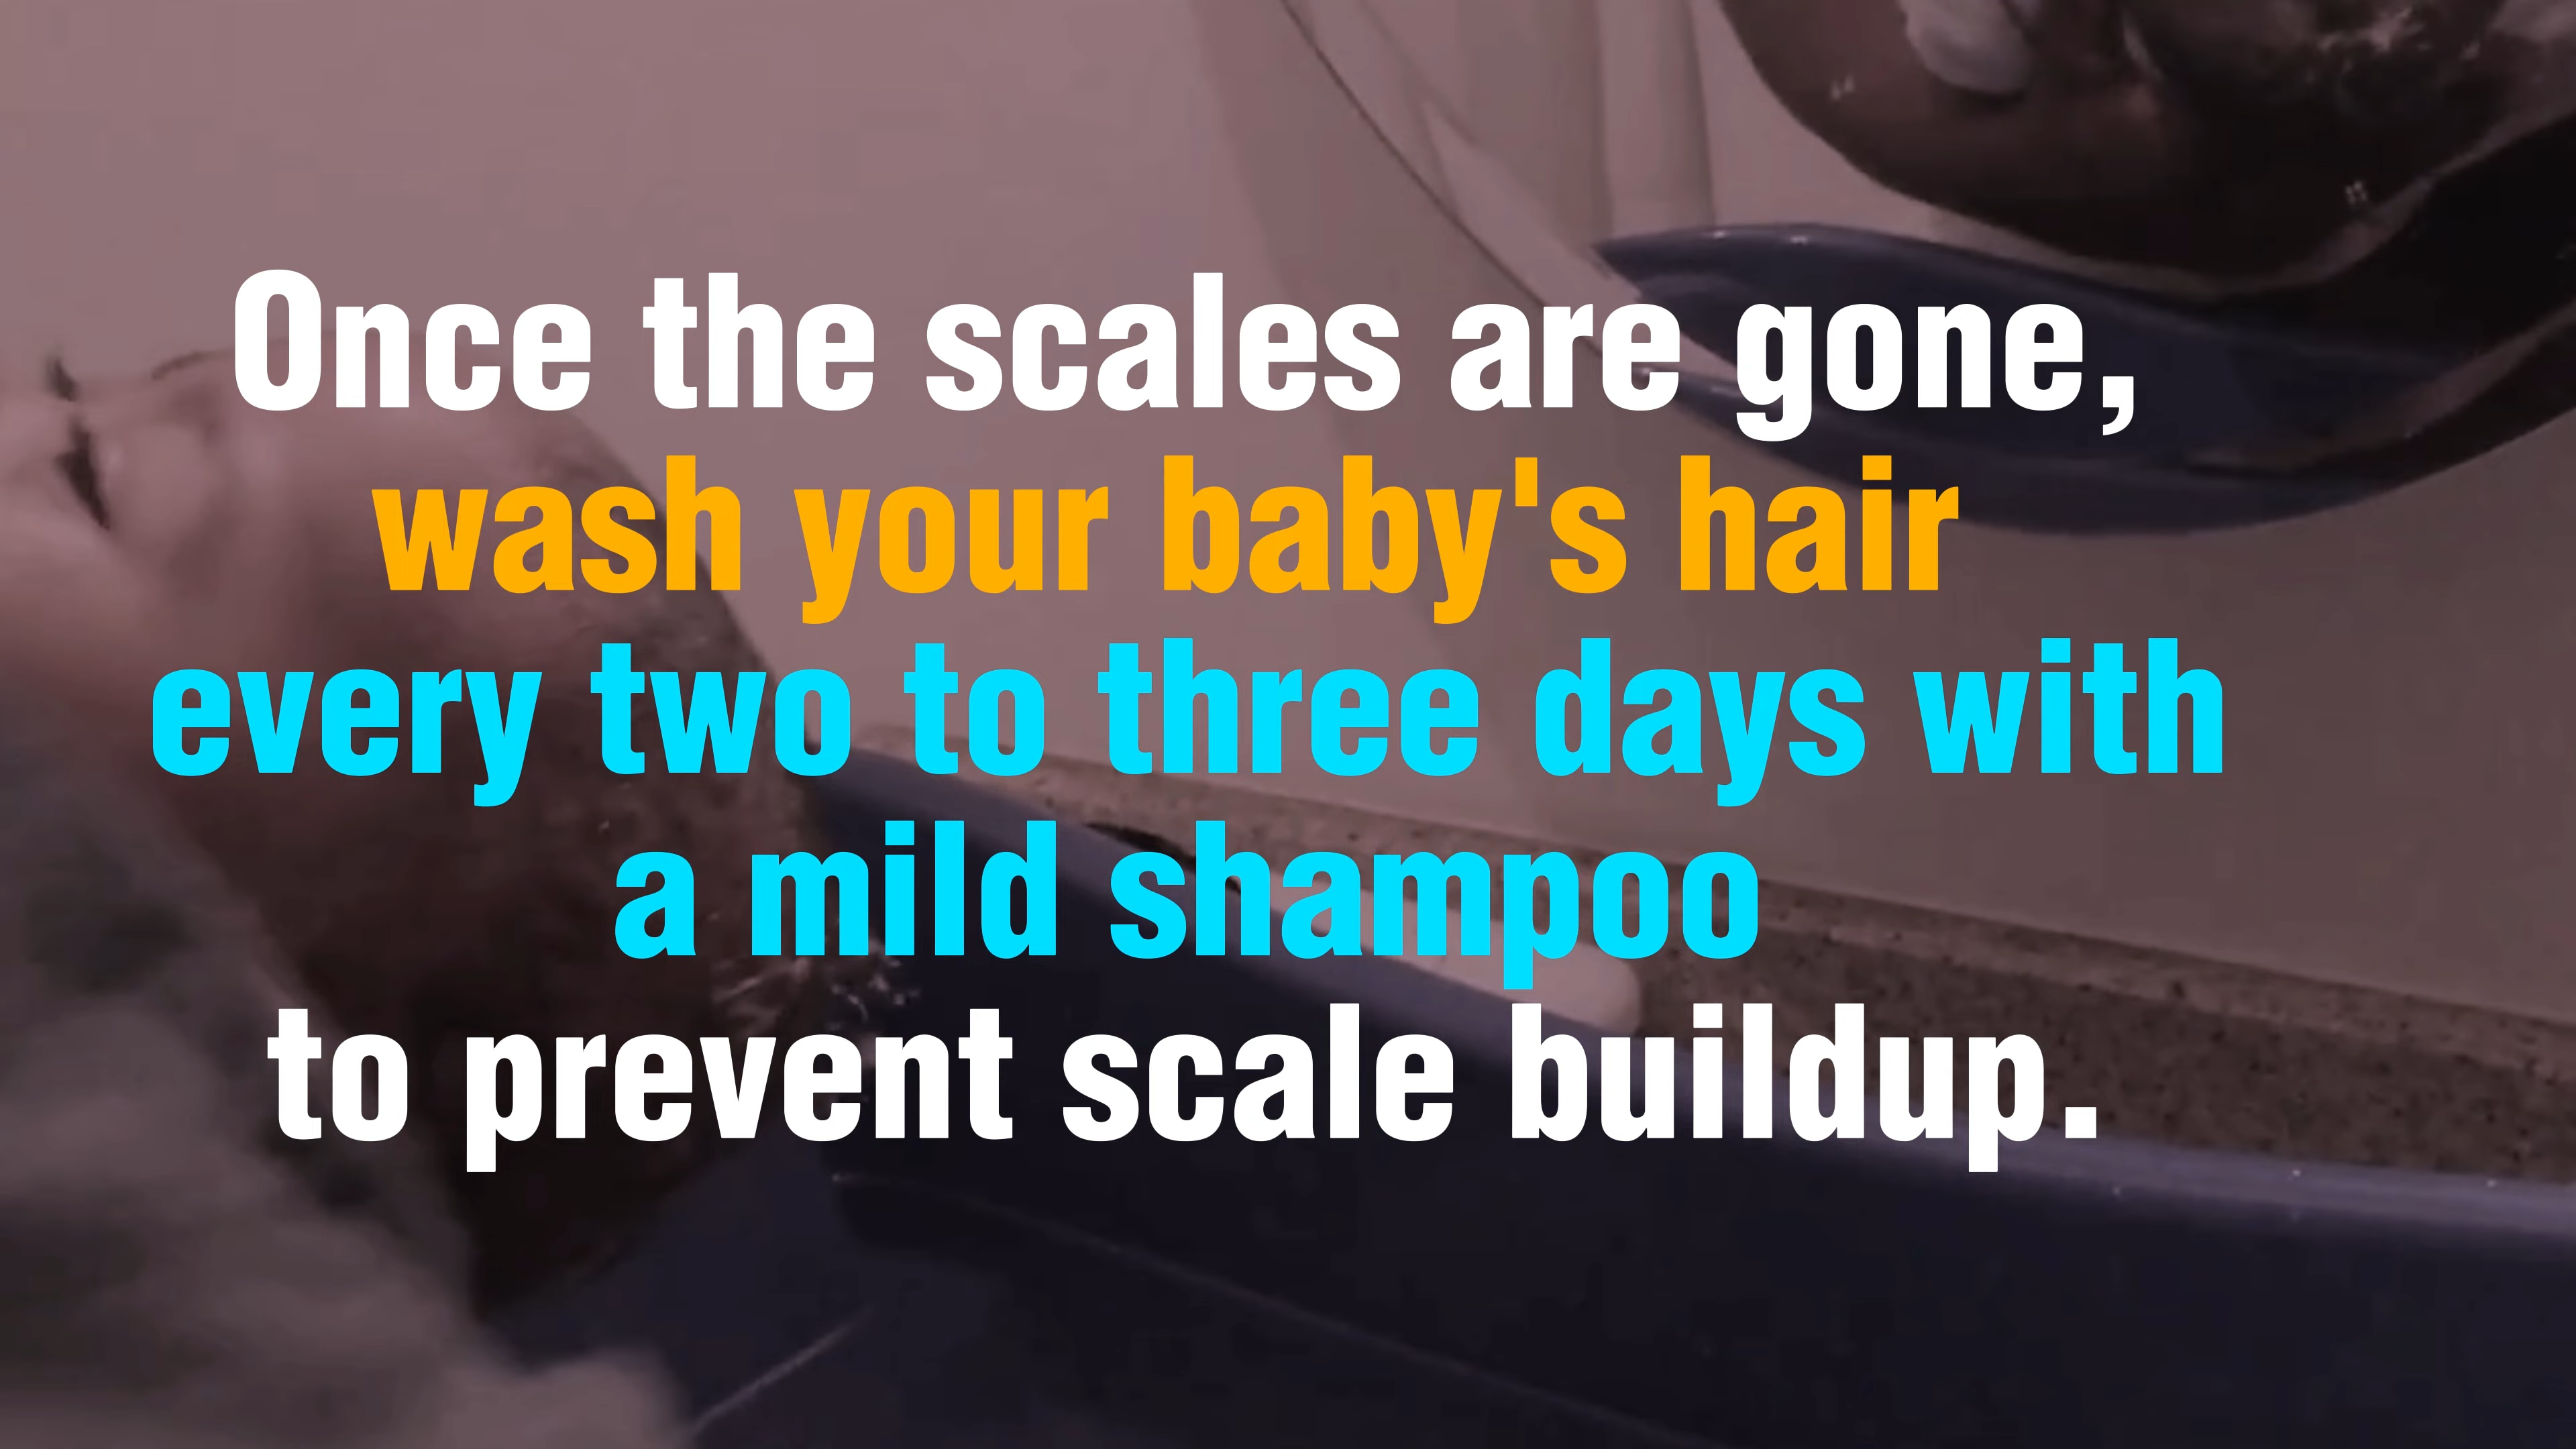 Once the scales are gone,
wash your baby's hair
every two to three days with
a mild shampoo
to prevent scale buildup.